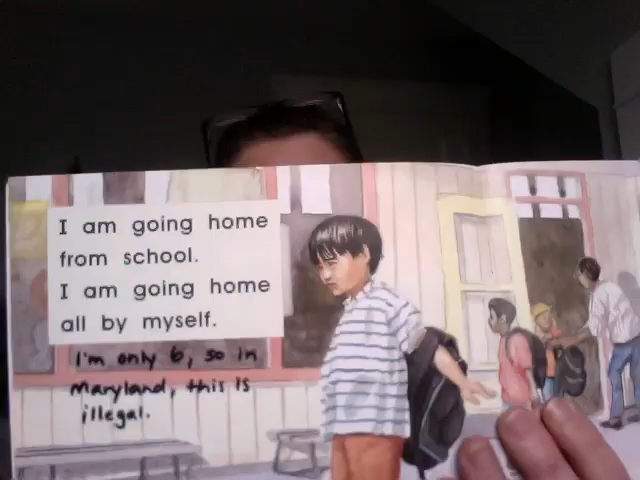 I am going home
from school.
I am going home
all by myself.
I'm only 6, so in
Maryland, this is
illegal.